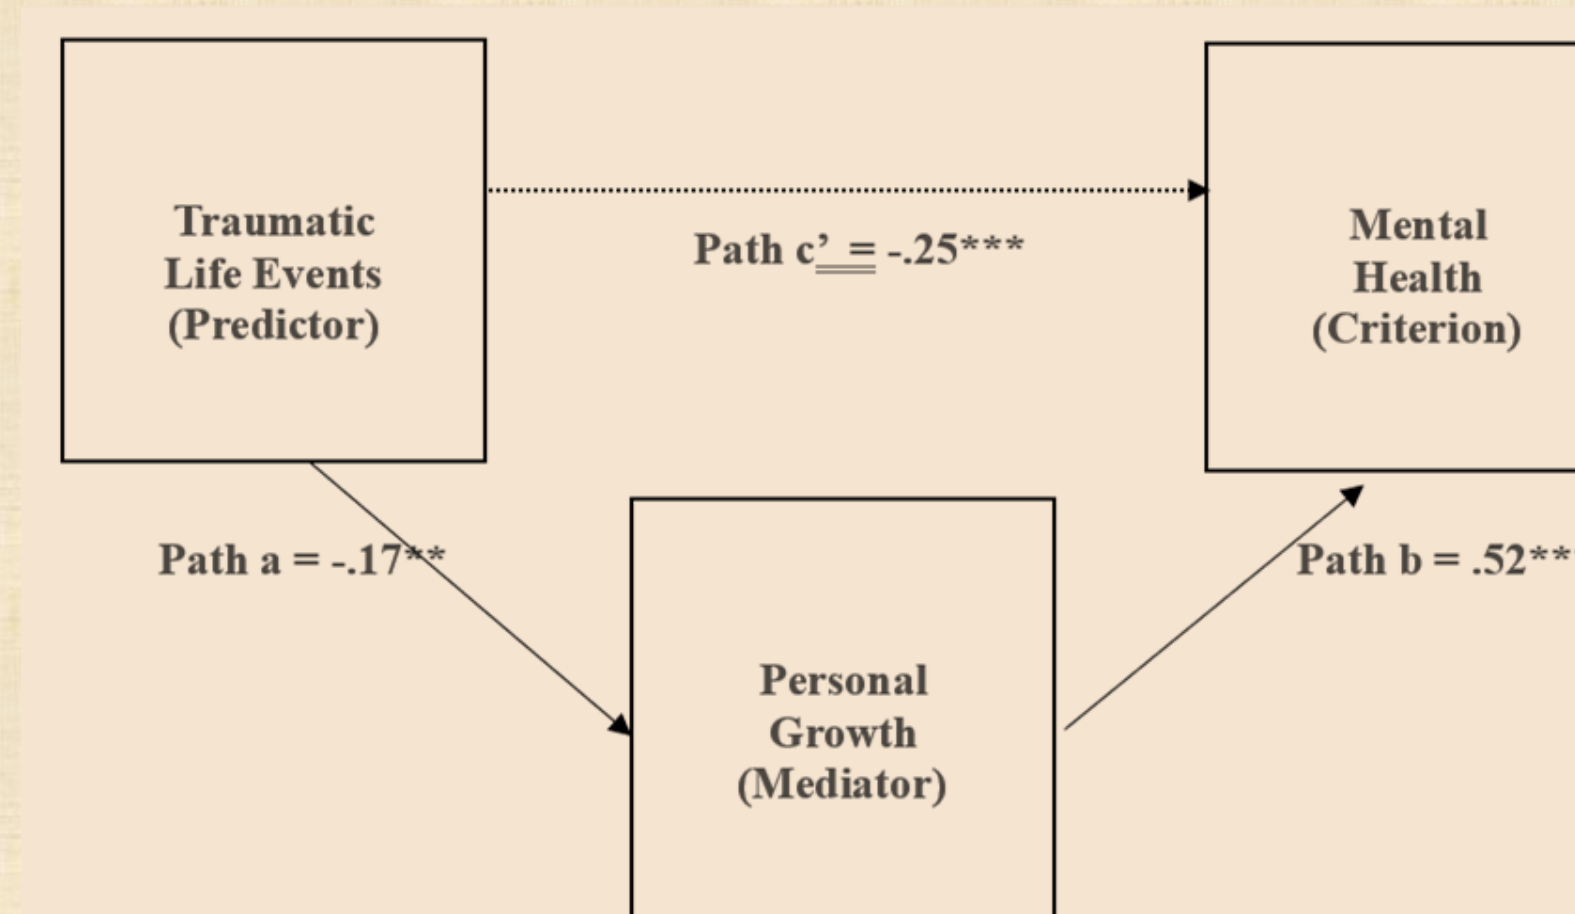 Traumatic
Life Events
(Predictor)
Path c’ = -.25***
Mental
Health
(Criterion)
Path a = -.17**
Path b = .52**
Personal
Growth
(Mediator)